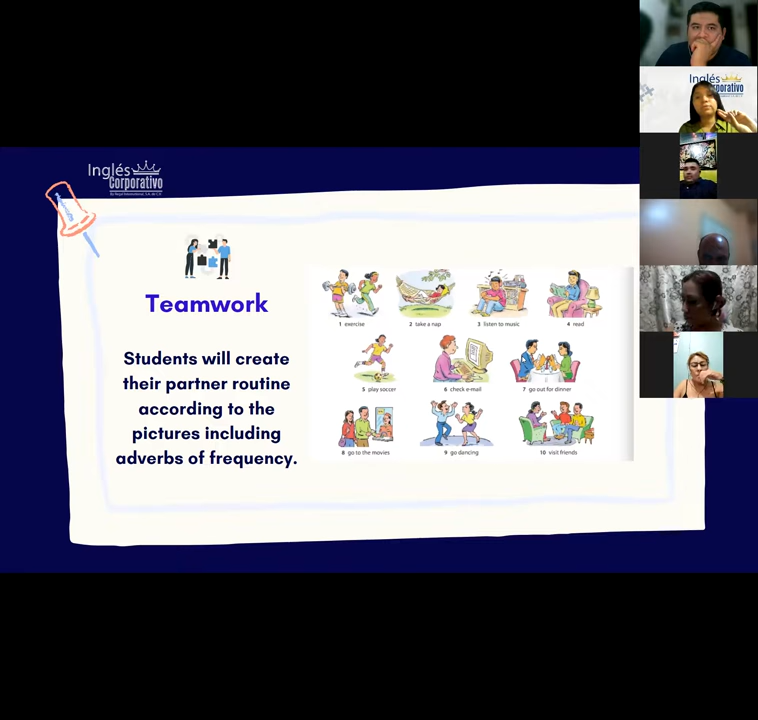 Inglés
Corporativo
Inglés
Corporativo
Teamwork
Students will create
their partner routine
according to the
pictures including
adverbs of frequency.
1 exercise
2 take a nap
3 listen to music
4 read
5 play soccer
6 check e-mail
7 go out for dinner
8 go to the movies
9 go dancing
10 visit friends